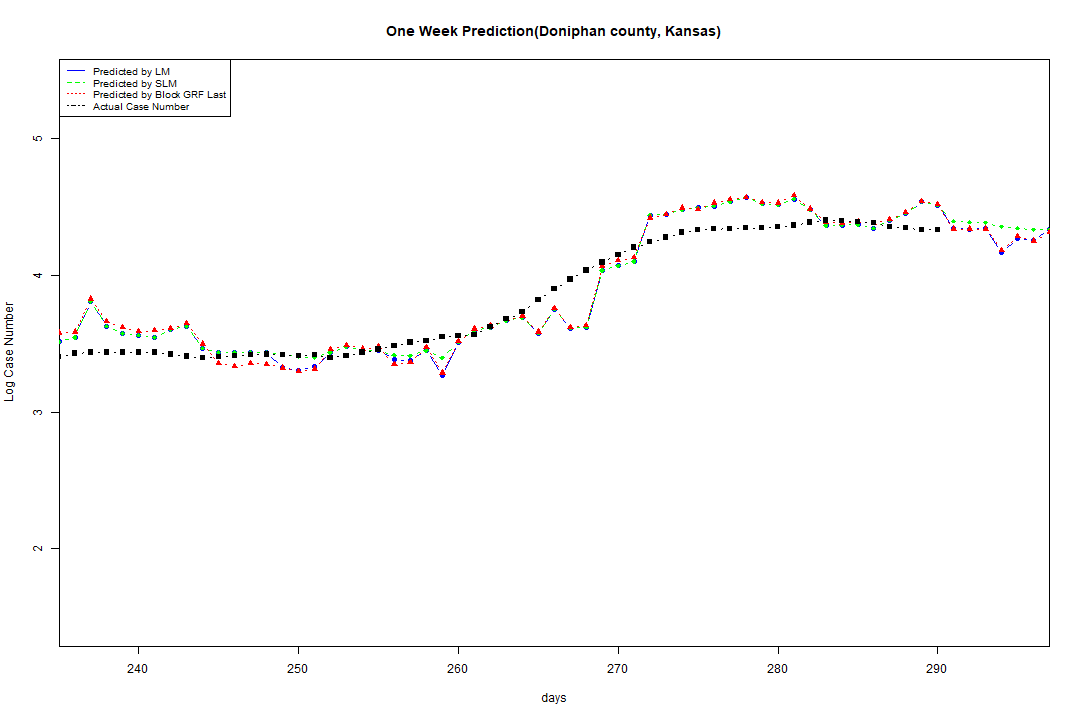 One Week Prediction(Doniphan county, Kansas)
Predicted by LM
Predicted by SLM
Predicted by Block GRF Last
Actual Case Number
5
4
3
2
Log Case Number
240 250 260 270 280 290
days